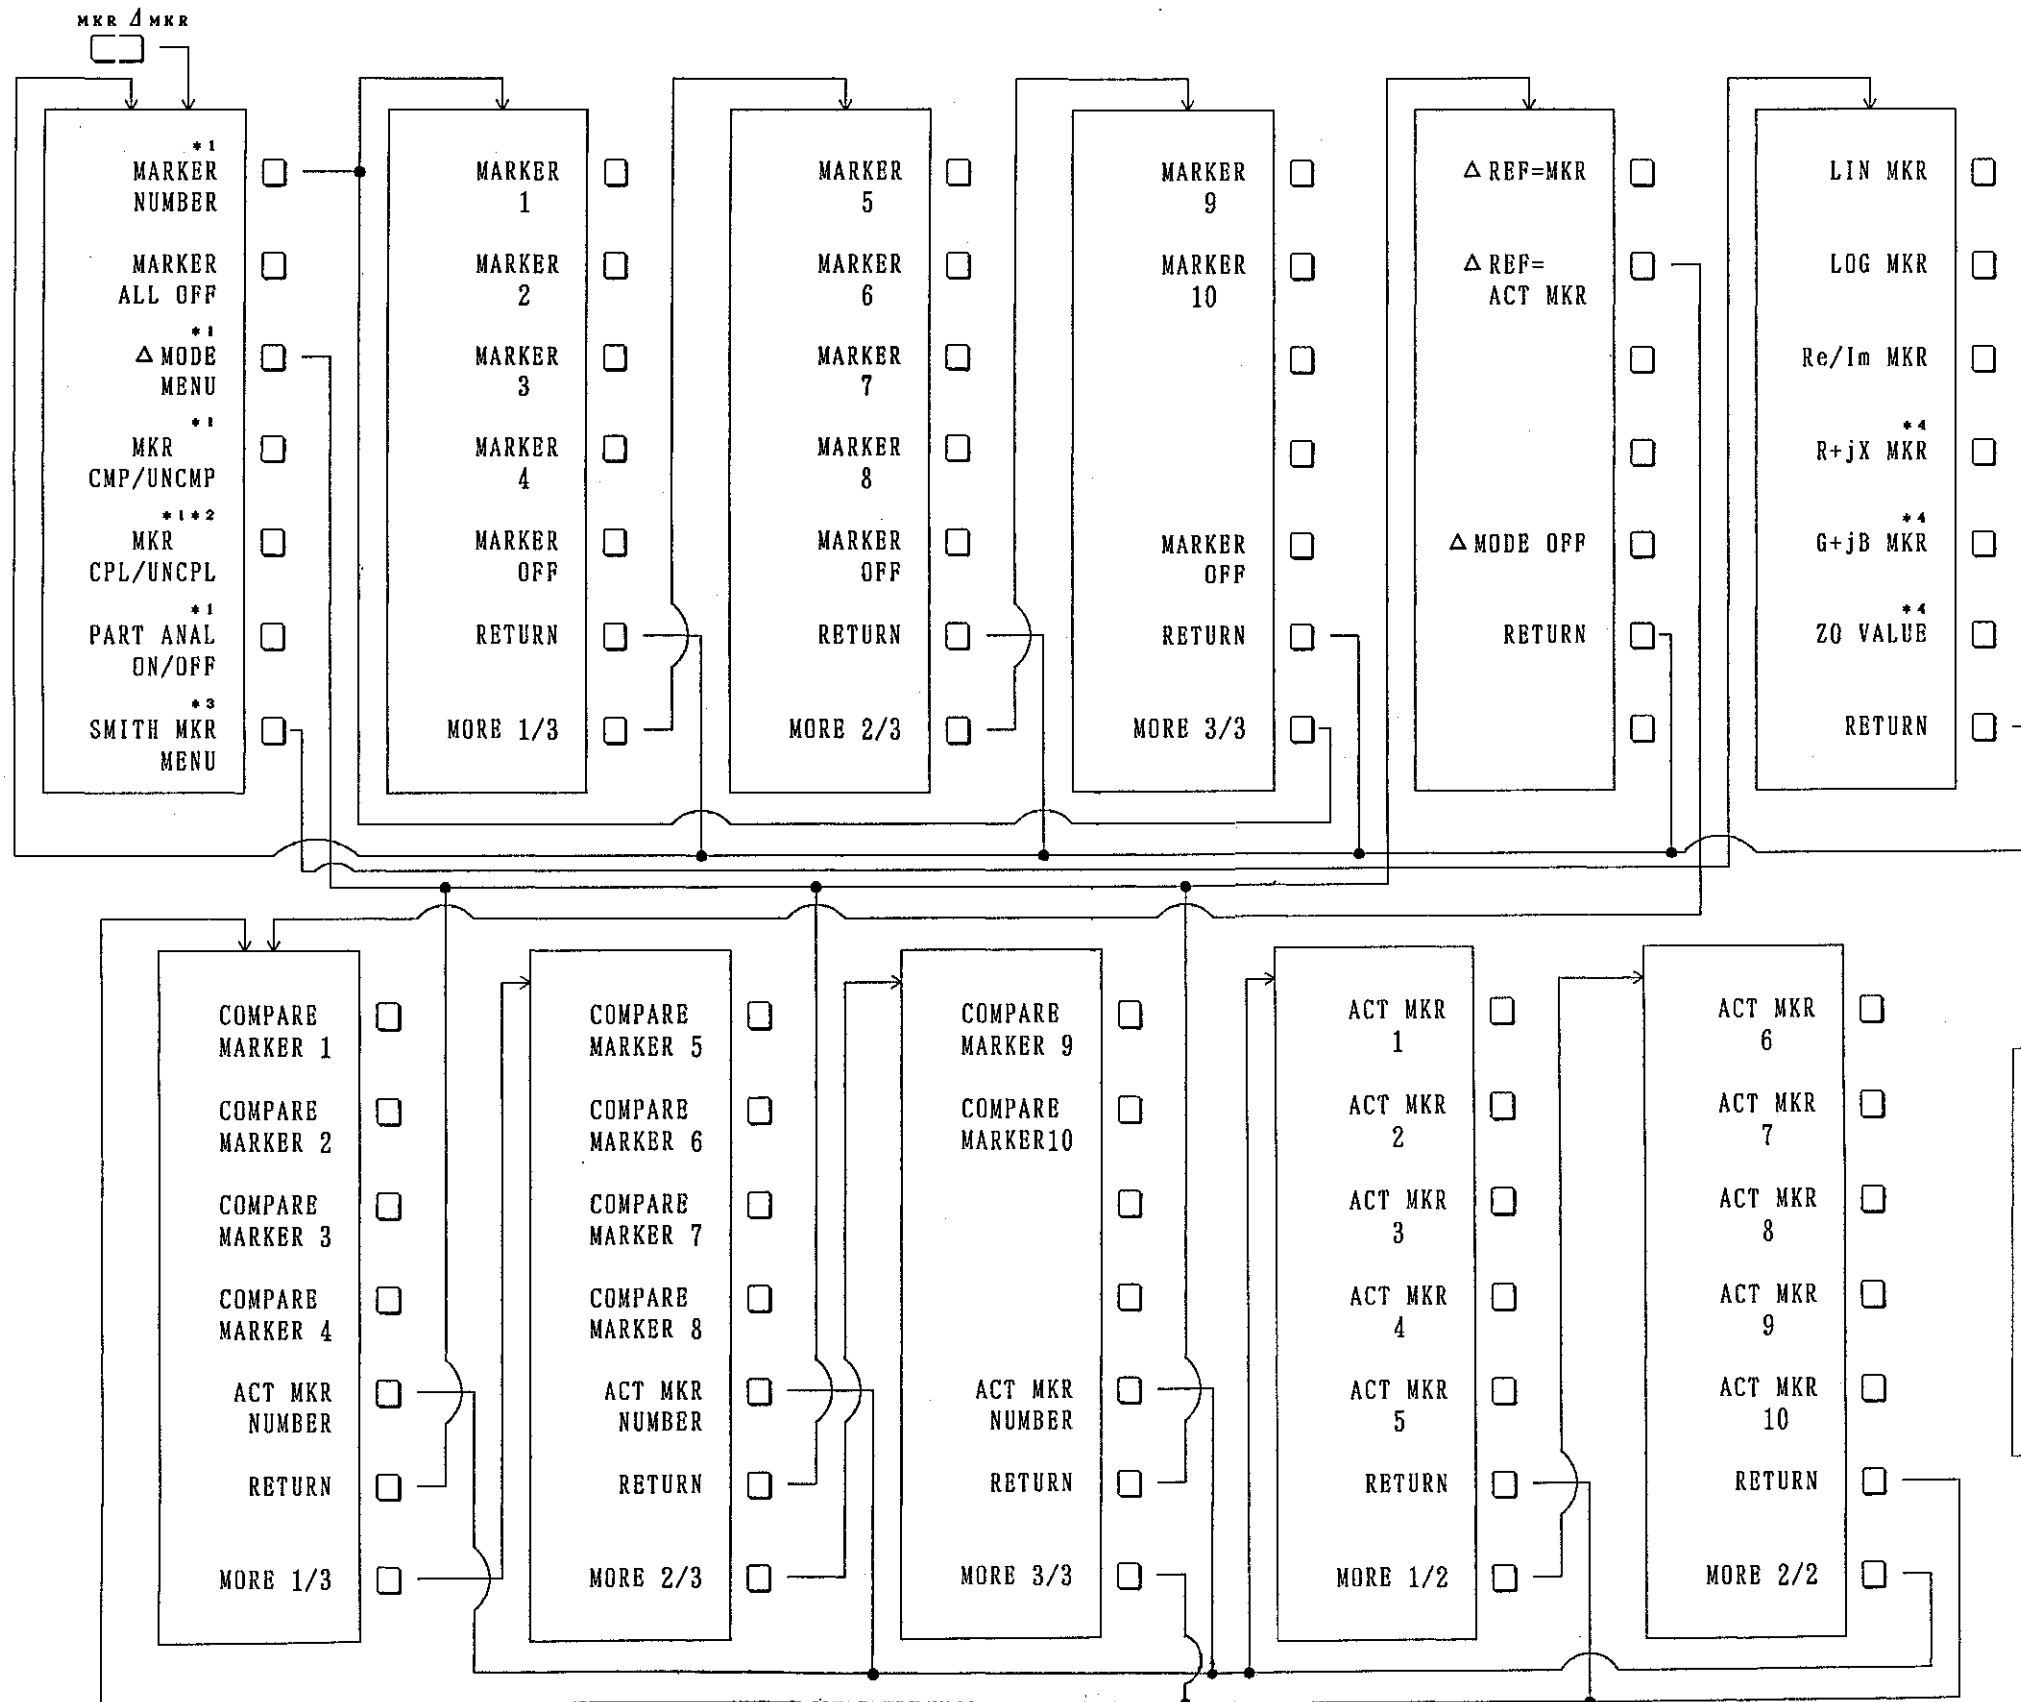 MKR Δ MKR
*1
MARKER
NUMBER
MARKER
ALL OFF
*1
Δ MODE
MENU
*1
MKR
CMP/UNCMP
*1*2
MKR
CPL/UNCPL
*1
PART ANAL
ON/OFF
*3
SMITH MKR
MENU
MARKER
1
MARKER
2
MARKER
3
MARKER
4
MARKER
OFF
RETURN
MORE 1/3
MARKER
5
MARKER
6
MARKER
7
MARKER
8
MARKER
OFF
RETURN
MORE 2/3
MARKER
9
MARKER
10
MARKER
OFF
RETURN
MORE 3/3
Δ REF=MKR
Δ REF=
ACT MKR
Δ MODE OFF
RETURN
LIN MKR
LOG MKR
Re/Im MKR
*4
R+jX MKR
*4
G+jB MKR
*4
Z0 VALUE
RETURN
COMPARE
MARKER 1
COMPARE
MARKER 2
COMPARE
MARKER 3
COMPARE
MARKER 4
ACT MKR
NUMBER
RETURN
MORE 1/3
COMPARE
MARKER 5
COMPARE
MARKER 6
COMPARE
MARKER 7
COMPARE
MARKER 8
ACT MKR
NUMBER
RETURN
MORE 2/3
COMPARE
MARKER 9
COMPARE
MARKER10
ACT MKR
NUMBER
RETURN
MORE 3/3
ACT MKR
1
ACT MKR
2
ACT MKR
3
ACT MKR
4
ACT MKR
5
RETURN
MORE 1/2
ACT MKR
6
ACT MKR
7
ACT MKR
8
ACT MKR
9
ACT MKR
10
RETURN
MORE 2/2